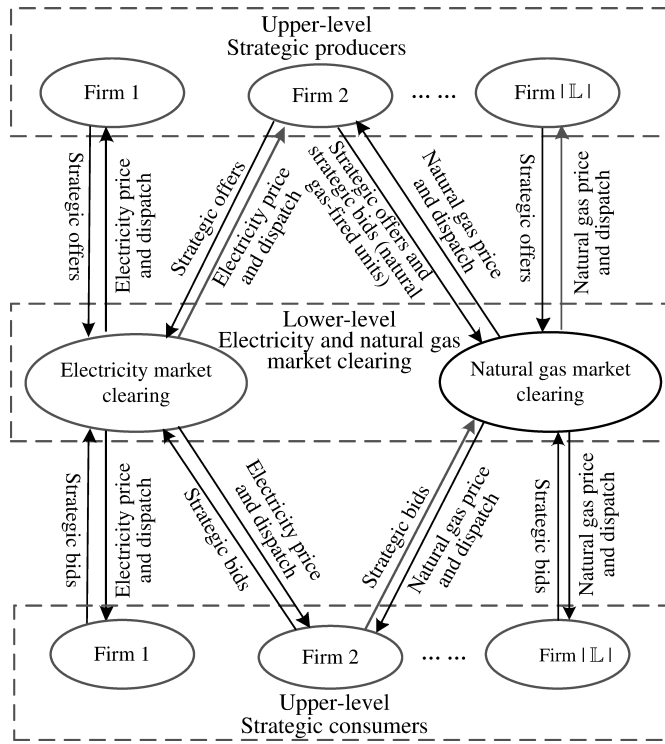 Upper-level
Strategic producers
Firm 1
Firm 2
... ...
Firm |𝕃|
Strategic offers
Electricity price
and dispatch
Strategic offers
Electricity price
and dispatch
Strategic offers and
strategic bids (natural
gas-fired units)
Natural gas price
and dispatch
Strategic offers
Natural gas price
and dispatch
Lower-level
Electricity and natural gas
market clearing
Electricity market
clearing
Natural gas market
clearing
Strategic bids
Electricity price
and dispatch
Strategic bids
Electricity price
and dispatch
Strategic bids
Natural gas price
and dispatch
Strategic bids
Natural gas price
and dispatch
Firm 1
Firm 2
... ...
Firm |𝕃|
Upper-level
Strategic consumers